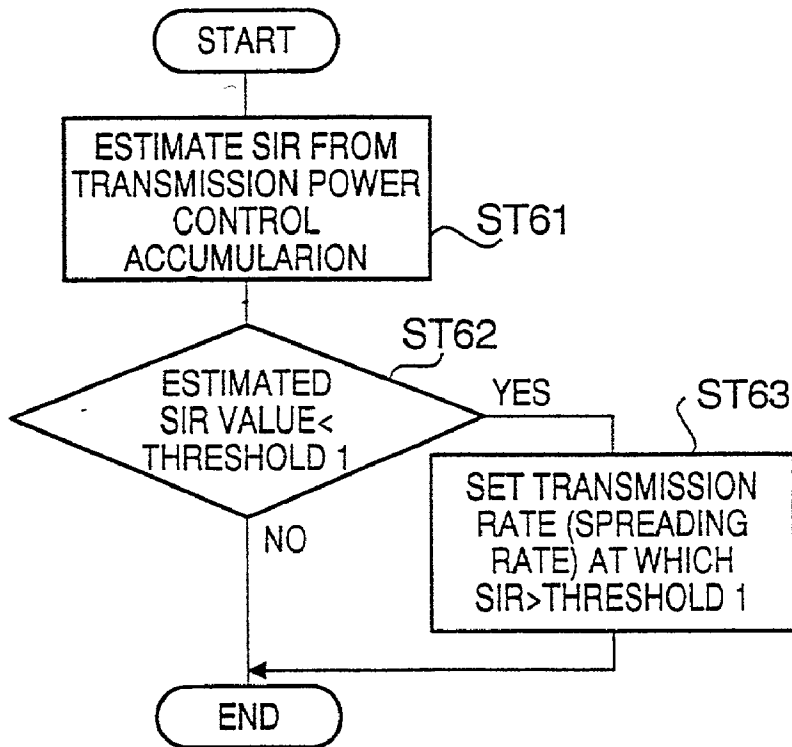 START
ESTIMATE SIR FROM
TRANSMISSION POWER
CONTROL
ACCUMULARION
ST61
ST62
ESTIMATED
SIR VALUE<
THRESHOLD 1
YES
ST63
SET TRANSMISSION
RATE (SPREADING
RATE) AT WHICH
SIR>THRESHOLD 1
NO
END